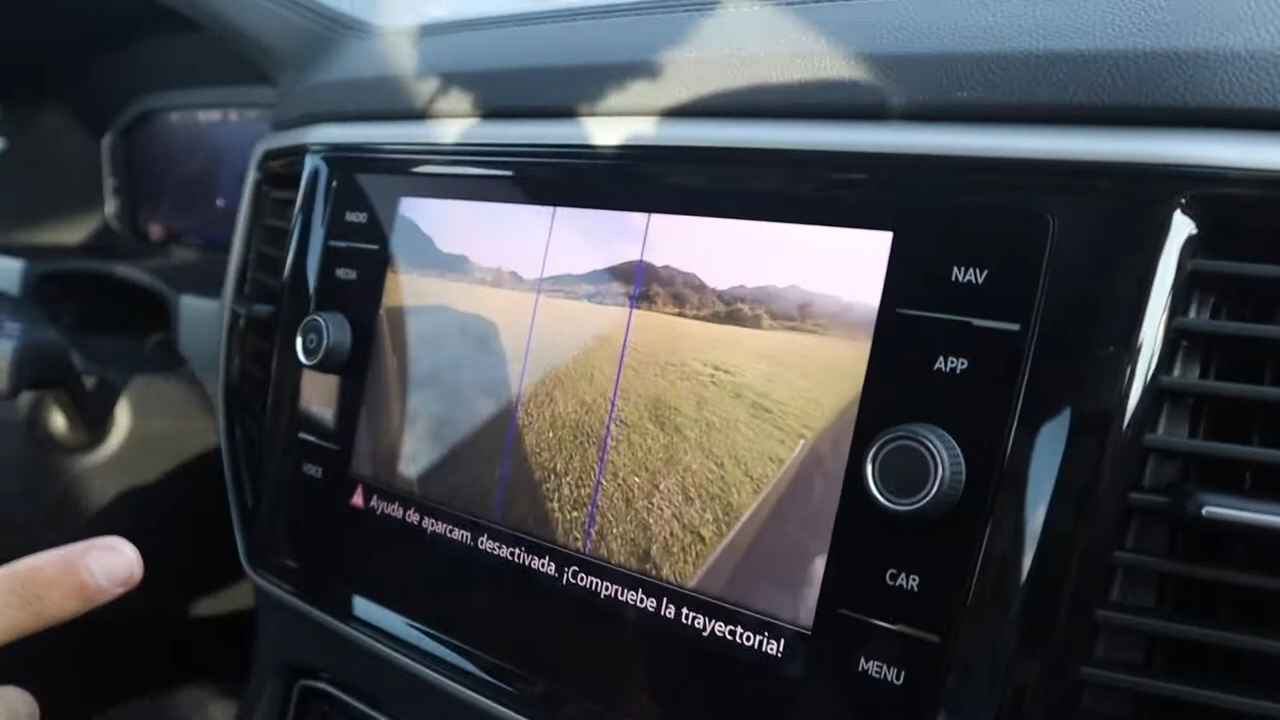 RADIO
MEDIA
VOICE
NAV
APP
CAR
MENU
Ayuda de aparcam. desactivada. ¡Compruebe la trayectoria!